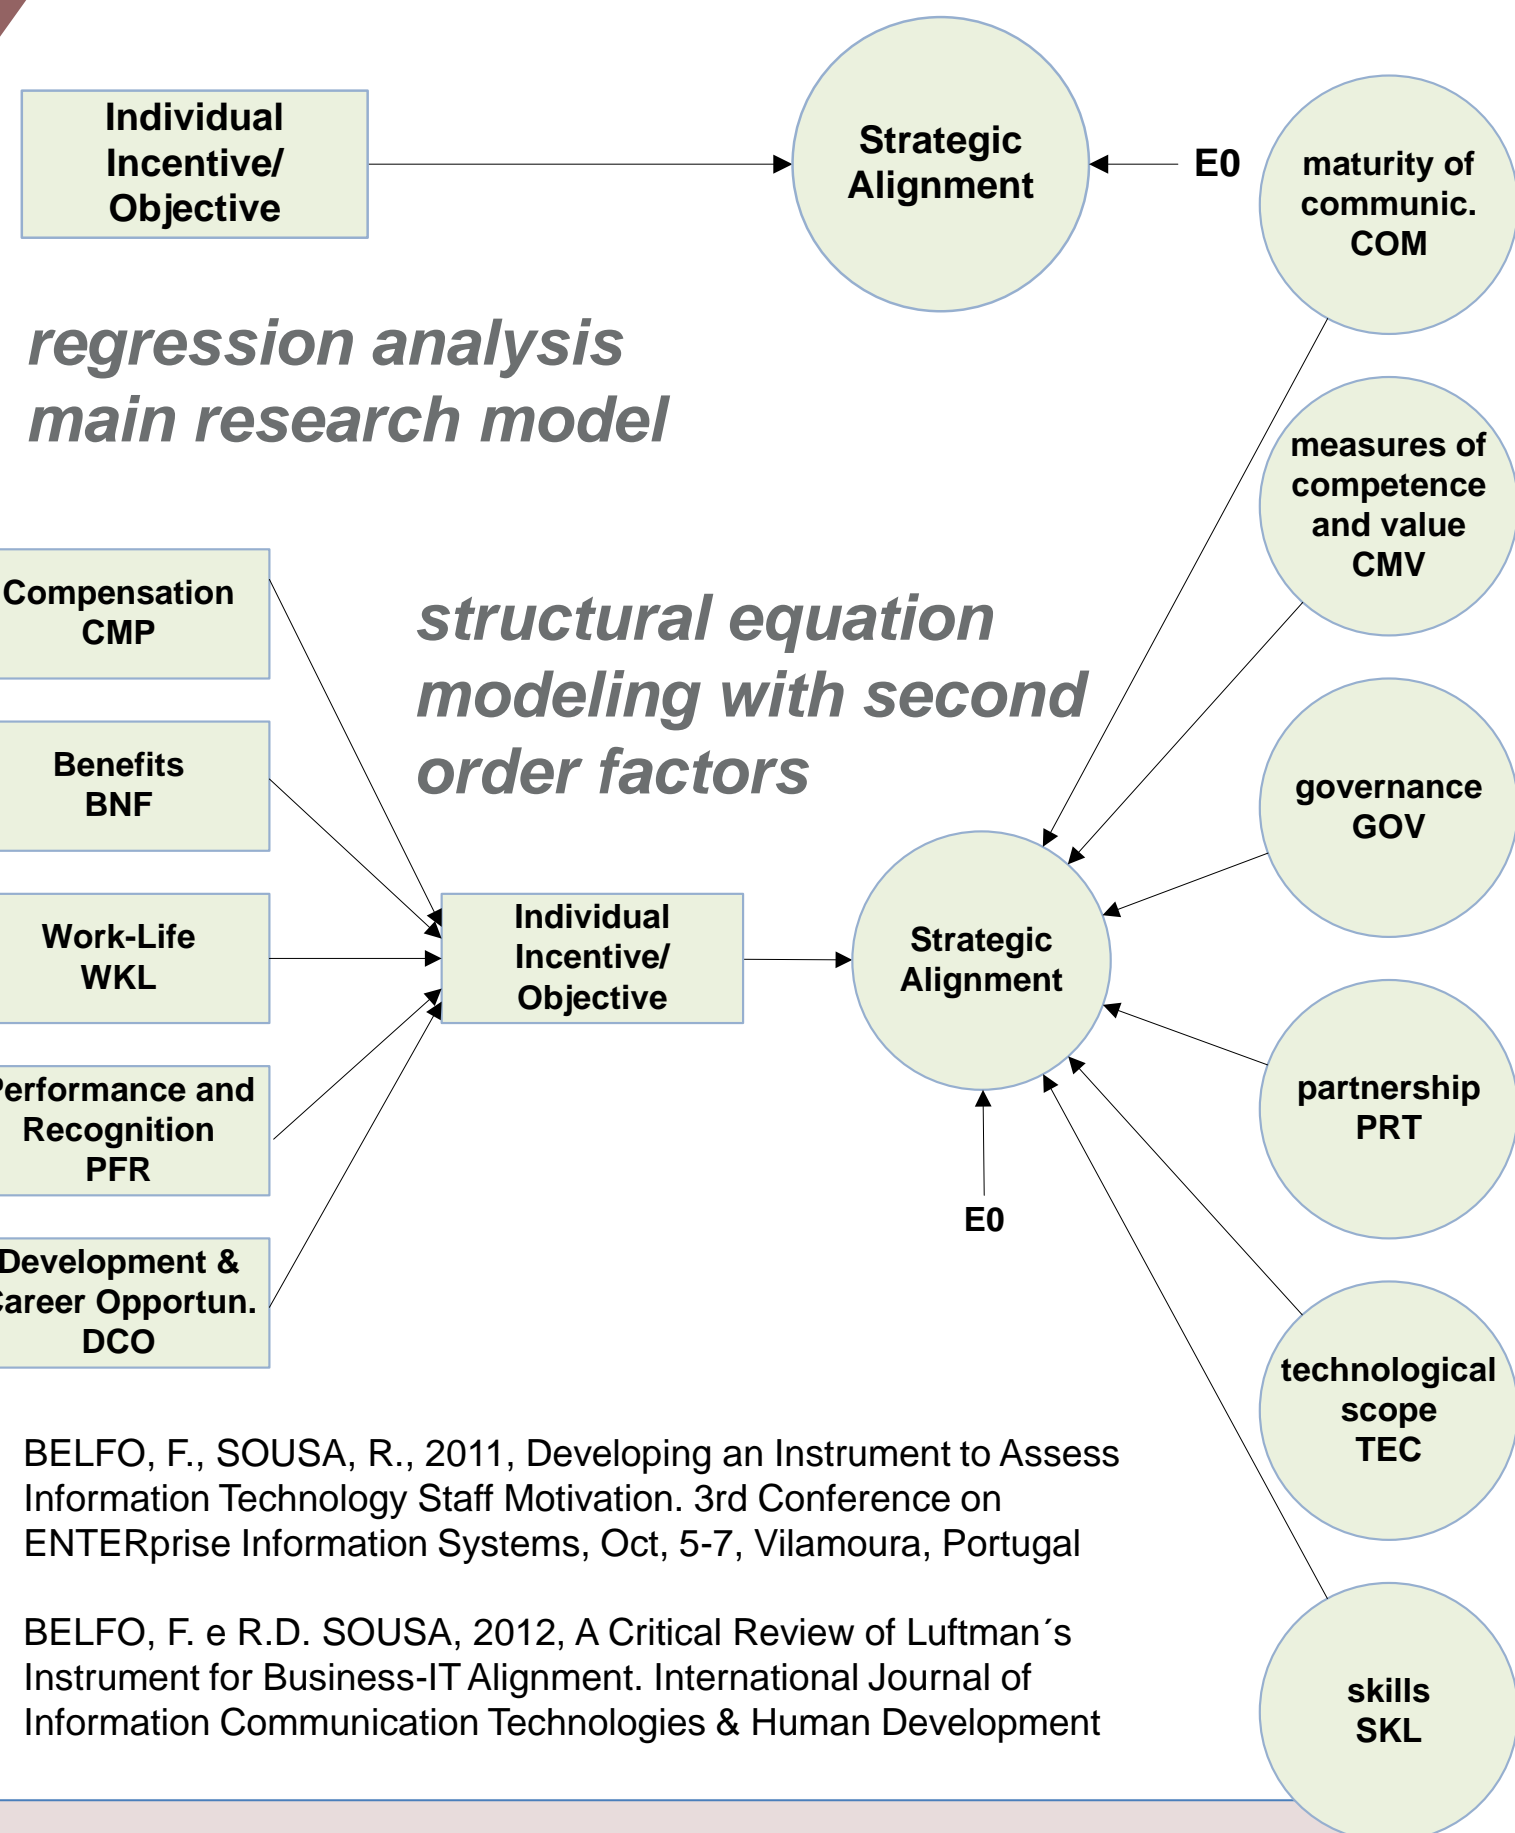 Individual
Incentive/
Objective
Strategic
Alignment
E0
maturity of
communic.
COM
regression analysis
main research model
measures of
competence
and value
CMV
Compensation
CMP
structural equation
modeling with second
order factors
Benefits
BNF
governance
GOV
Work-Life
WKL
Individual
Incentive/
Objective
Strategic
Alignment
Performance and
Recognition
PFR
partnership
PRT
E0
Development &
Career Opportun.
DCO
technological
scope
TEC
BELFO, F., SOUSA, R., 2011, Developing an Instrument to Assess
Information Technology Staff Motivation. 3rd Conference on
ENTERprise Information Systems, Oct, 5-7, Vilamoura, Portugal
BELFO, F. e R.D. SOUSA, 2012, A Critical Review of Luftman´s
Instrument for Business-IT Alignment. International Journal of
Information Communication Technologies & Human Development
skills
SKL